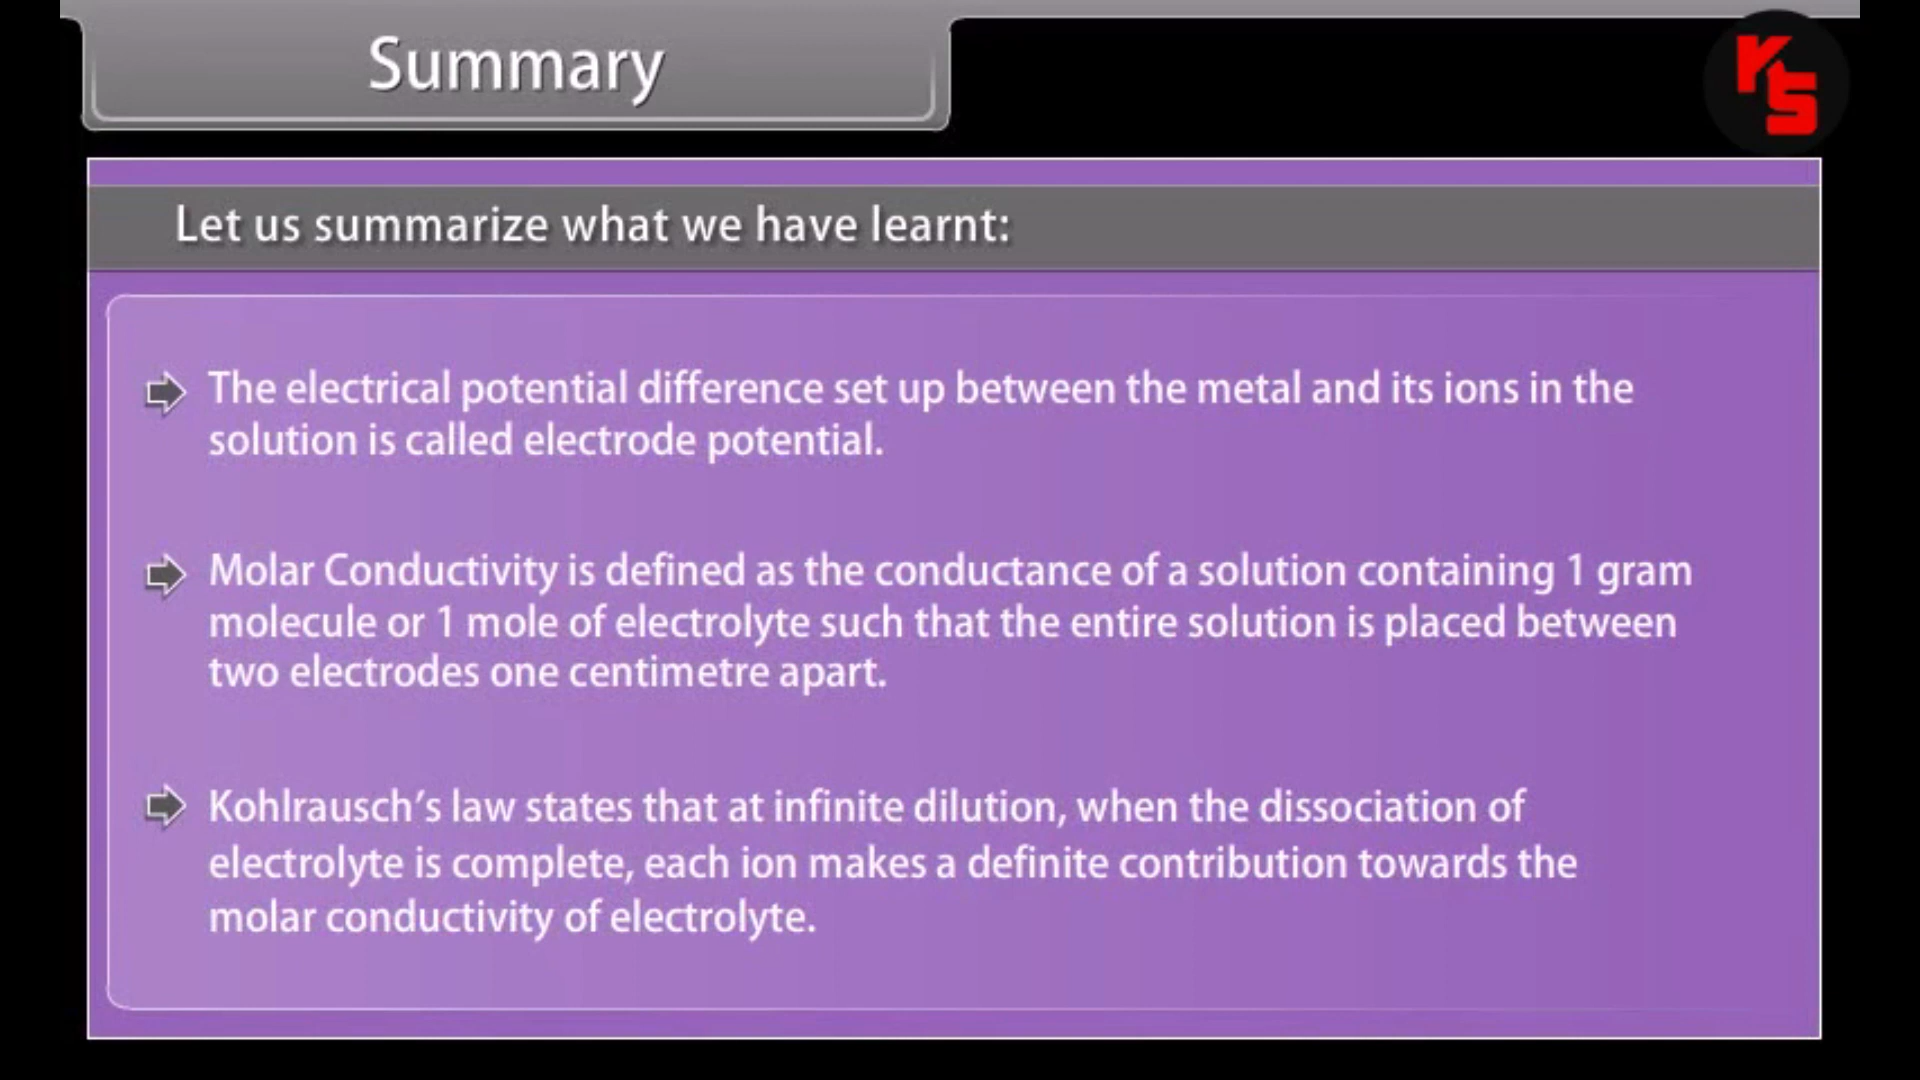 Summary
KS
Let us summarize what we have learnt:
The electrical potential difference set up between the metal and its ions in the
solution is called electrode potential.
Molar Conductivity is defined as the conductance of a solution containing 1 gram
molecule or 1 mole of electrolyte such that the entire solution is placed between
two electrodes one centimetre apart.
Kohlrausch's law states that at infinite dilution, when the dissociation of
electrolyte is complete, each ion makes a definite contribution towards the
molar conductivity of electrolyte.